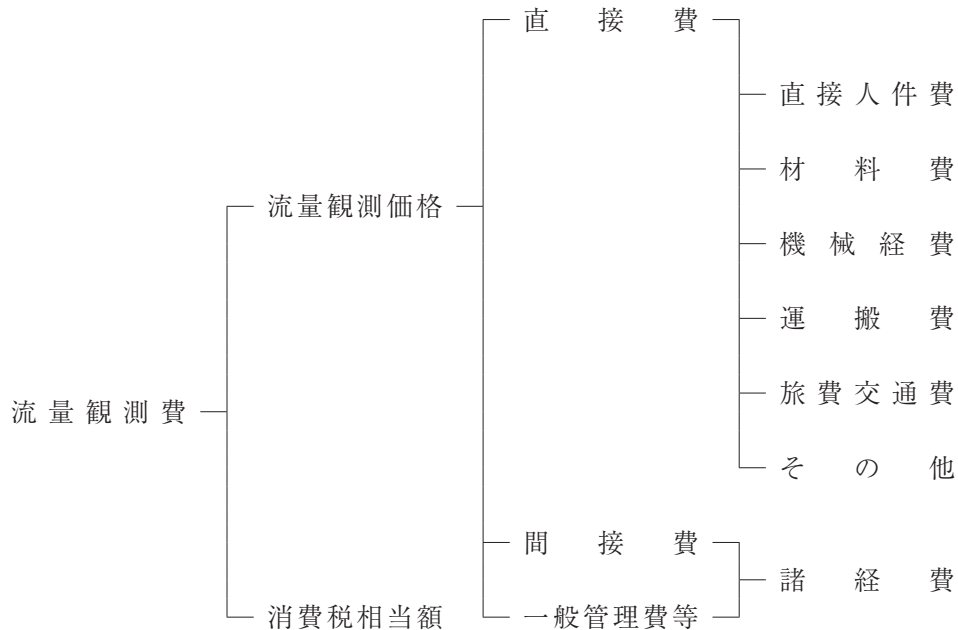 直接費
直接人件費
材料費
機械経費
流量観測価格
運搬費
旅費交通費
流量観測費
その他
間接費
諸経費
消費税相当額
一般管理費等